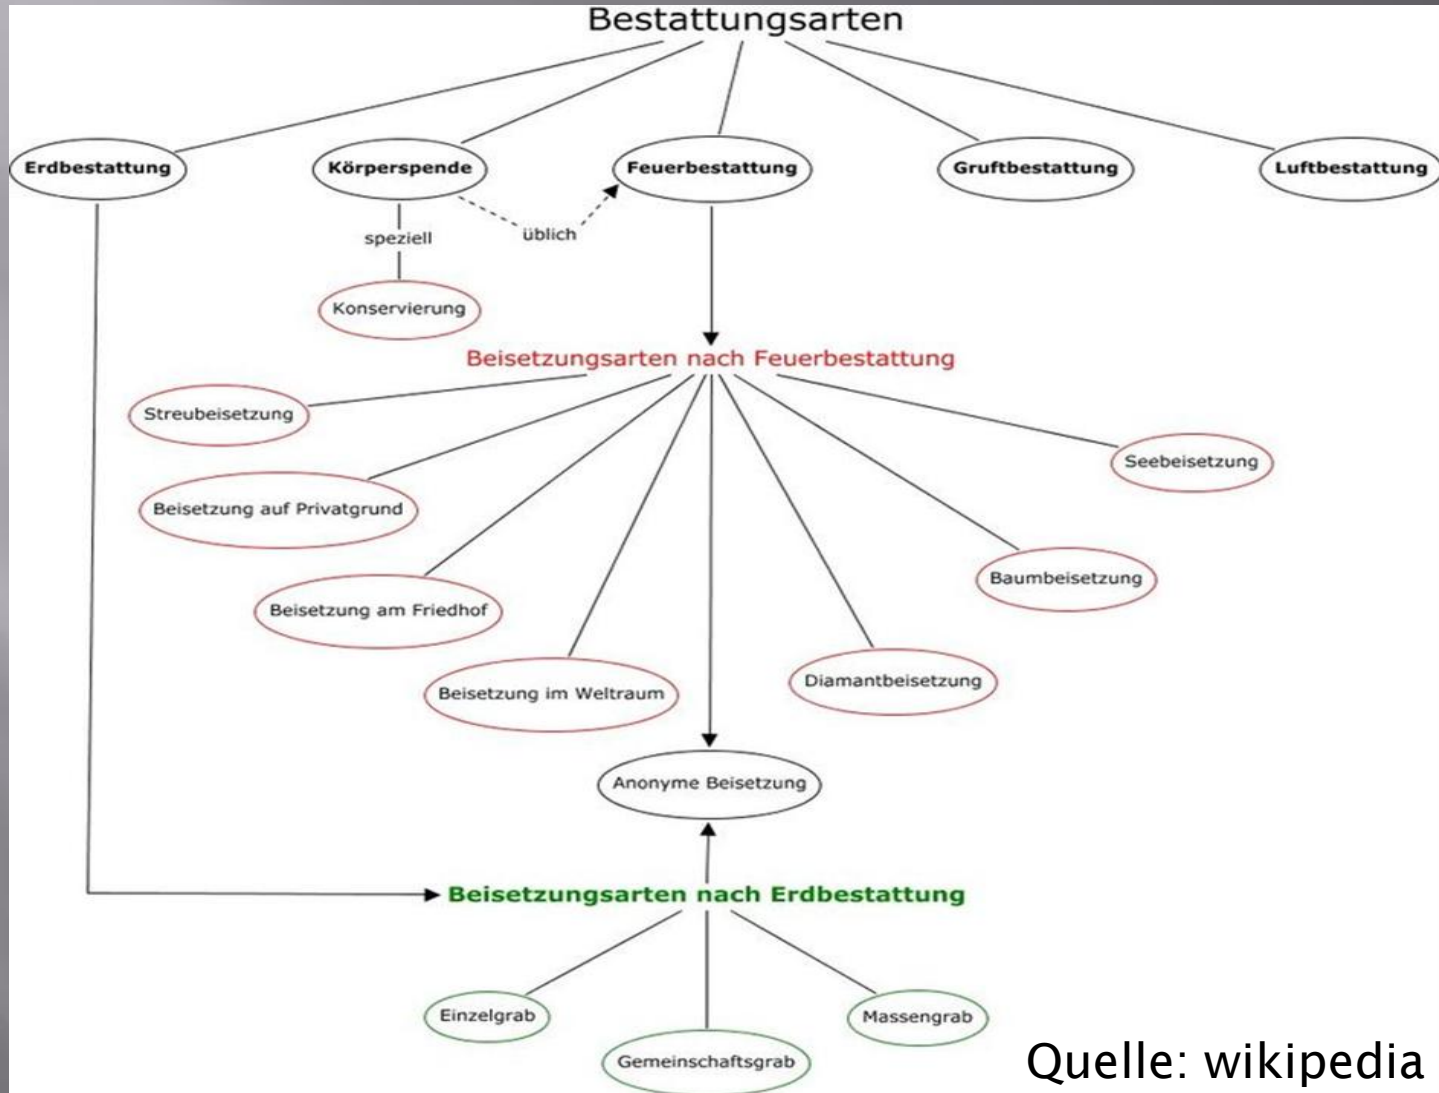 Bestattungsarten
Erdbestattung
Körperspende
Feuerbestattung
Gruftbestattung
Luftbestattung
speziell
üblich
Konservierung
Beisetzungsarten nach Feuerbestattung
Streubeisetzung
Seebeisetzung
Beisetzung auf Privatgrund
Baumbeisetzung
Beisetzung am Friedhof
Diamantbeisetzung
Beisetzung im Weltraum
Anonyme Beisetzung
Beisetzungsarten nach Erdbestattung
Einzelgrab
Massengrab
Gemeinschaftsgrab
Quelle: wikipedia